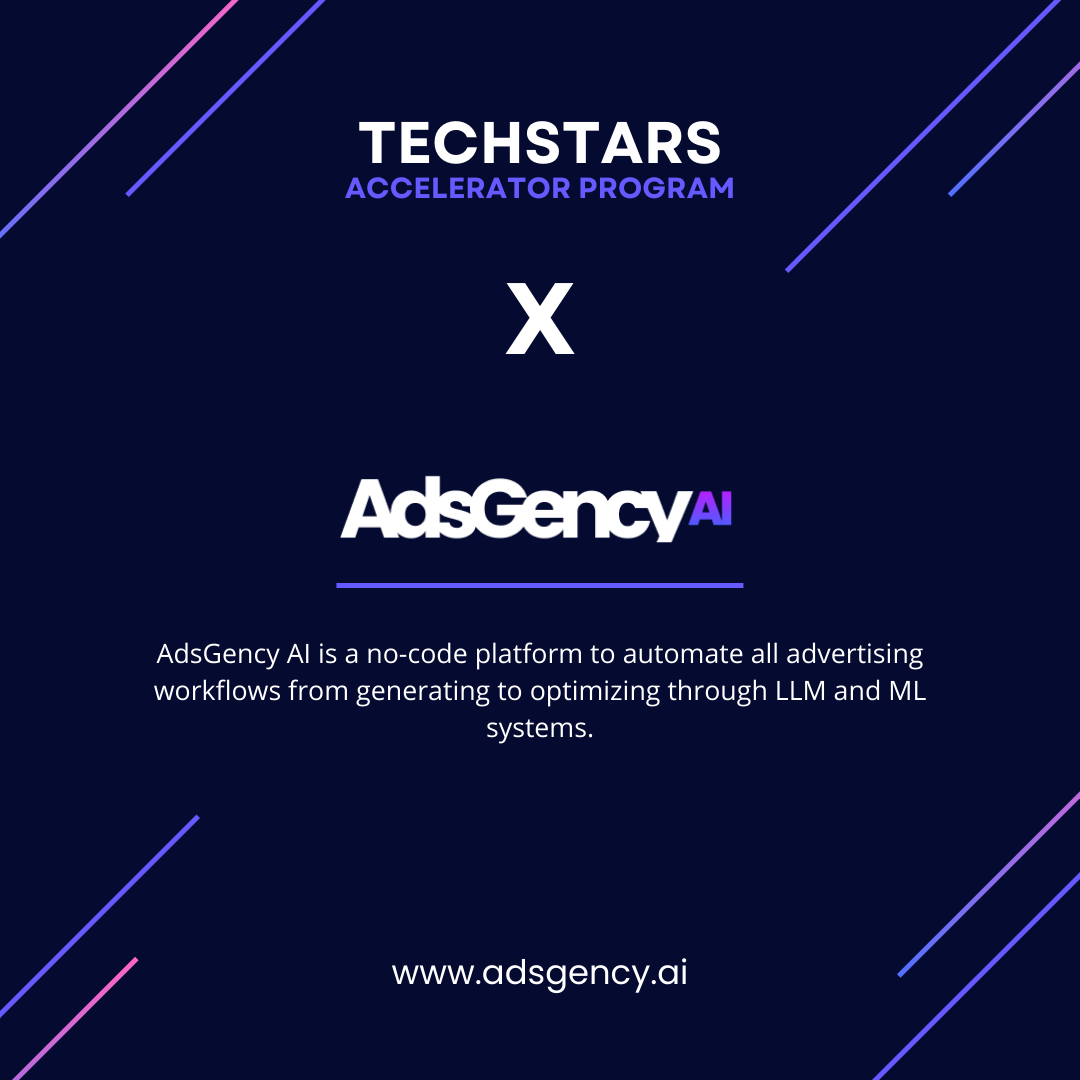 TECHSTARS
ACCELERATOR PROGRAM
X
AdsGency AI
AdsGency AI is a no-code platform to automate all advertising
workflows from generating to optimizing through LLM and ML
systems.
www.adsgency.ai